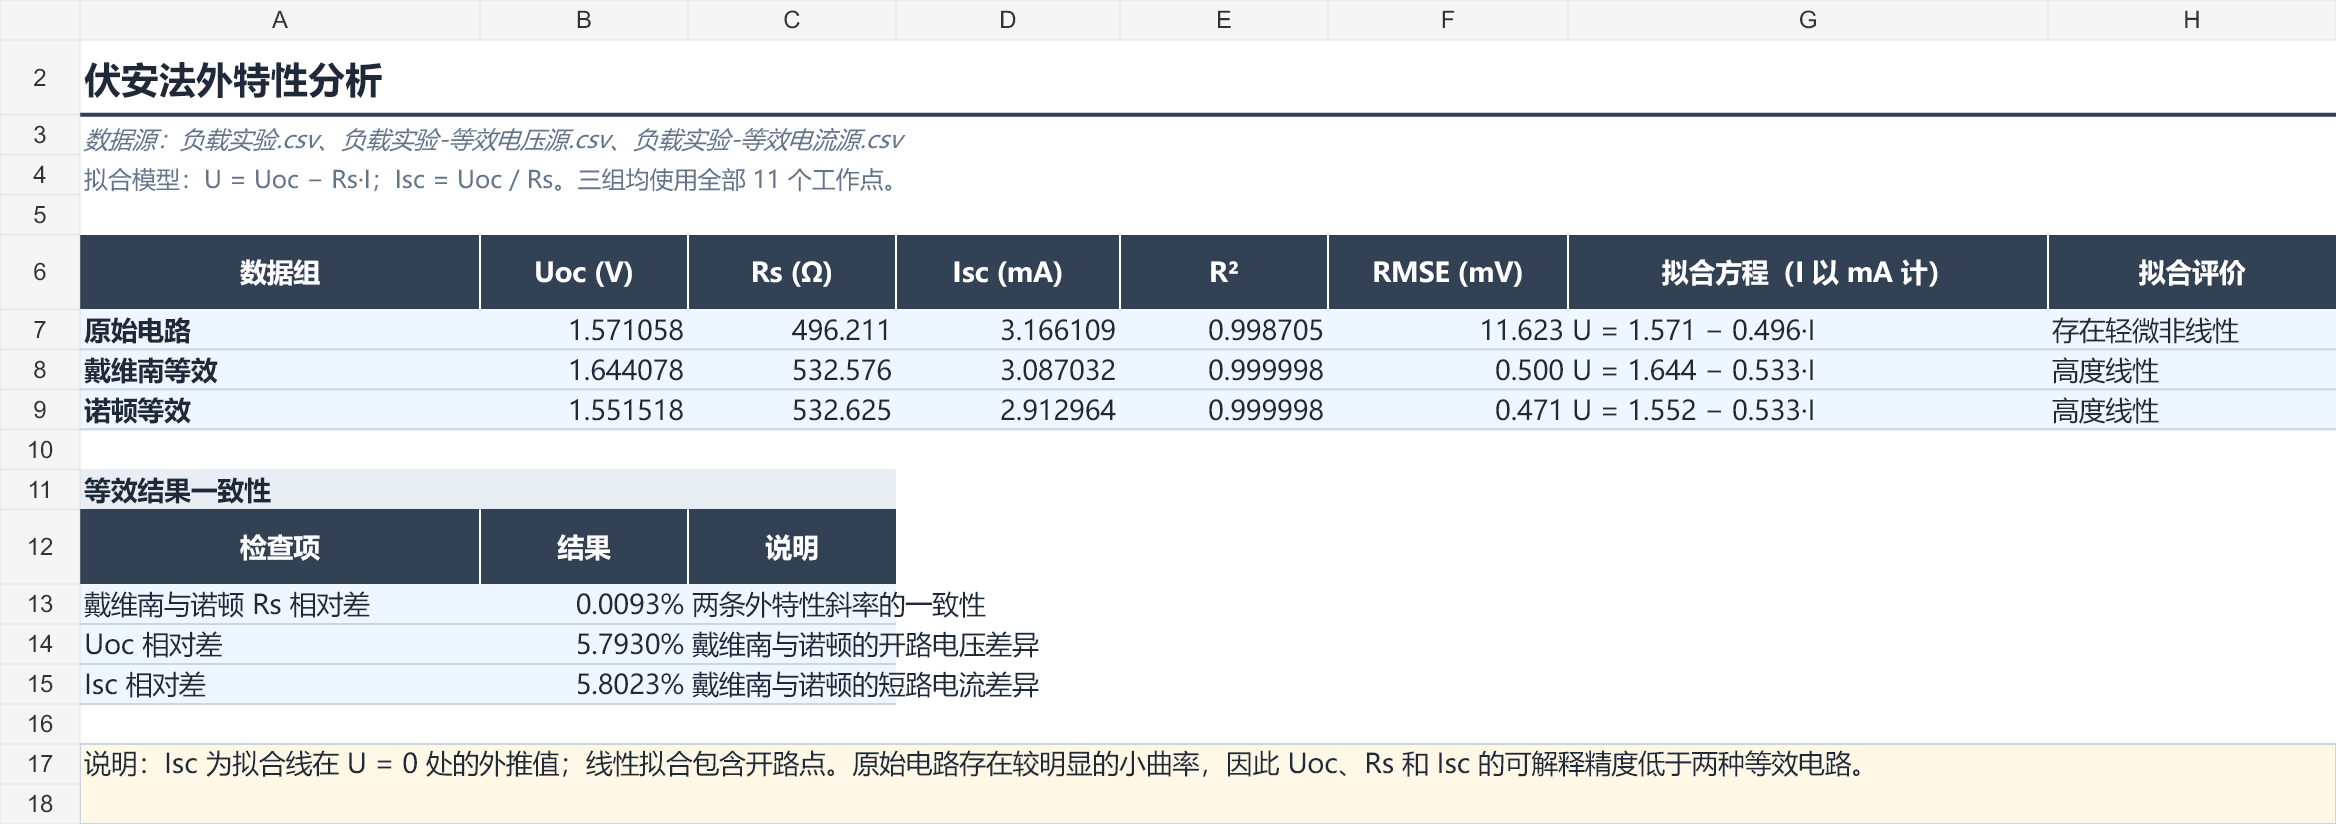 A B C D E F G H
2 伏安法外特性分析
3 数据源：负载实验.csv、负载实验-等效电压源.csv、负载实验-等效电流源.csv
4 拟合模型：U = Uoc − Rs·I；Isc = Uoc / Rs。三组均使用全部 11 个工作点。
5
6 数据组 Uoc (V) Rs (Ω) Isc (mA) R² RMSE (mV) 拟合方程（I 以 mA 计） 拟合评价
7 原始电路 1.571058 496.211 3.166109 0.998705 11.623 U = 1.571 − 0.496·I 存在轻微非线性
8 戴维南等效 1.644078 532.576 3.087032 0.999998 0.500 U = 1.644 − 0.533·I 高度线性
9 诺顿等效 1.551518 532.625 2.912964 0.999998 0.471 U = 1.552 − 0.533·I 高度线性
10
11 等效结果一致性
12 检查项 结果 说明
13 戴维南与诺顿 Rs 相对差 0.0093% 两条外特性斜率的一致性
14 Uoc 相对差 5.7930% 戴维南与诺顿的开路电压差异
15 Isc 相对差 5.8023% 戴维南与诺顿的短路电流差异
16
17 说明：Isc 为拟合线在 U = 0 处的外推值；线性拟合包含开路点。原始电路存在较明显的小曲率，因此 Uoc、Rs 和 Isc 的可解释精度低于两种等效电路。
18